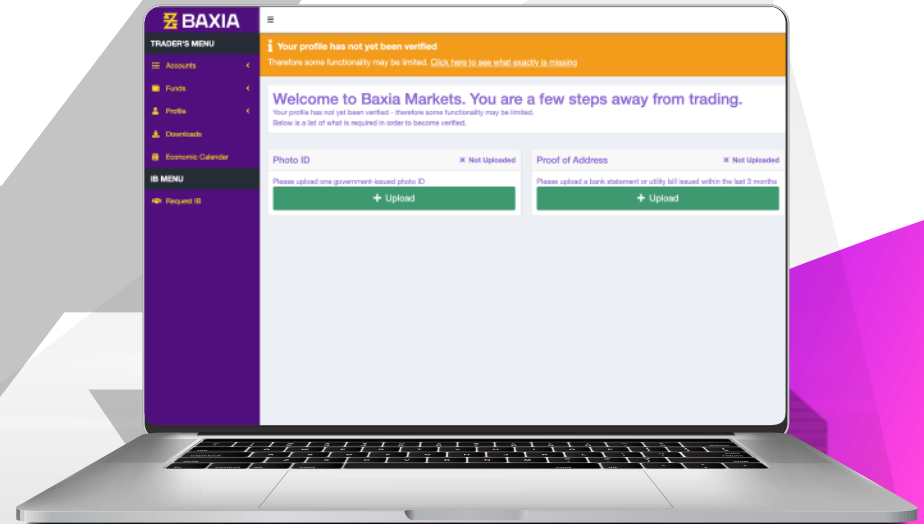 BAXIA
TRADER'S MENU
Accounts
Funds
Profile
Downloads
Economic Calendar
IB MENU
Request IB
Your profile has not yet been verified
Therefore some functionality may be limited. Click here to see what exactly is missing
Welcome to Baxia Markets. You are a few steps away from trading.
Your profile has not yet been verified - therefore some functionality may be limited.
Below is a list of what is required in order to become verified.
Photo ID
× Not Uploaded
Please upload one government-issued photo ID
+ Upload
Proof of Address
× Not Uploaded
Please upload a bank statement or utility bill issued within the last 3 months
+ Upload